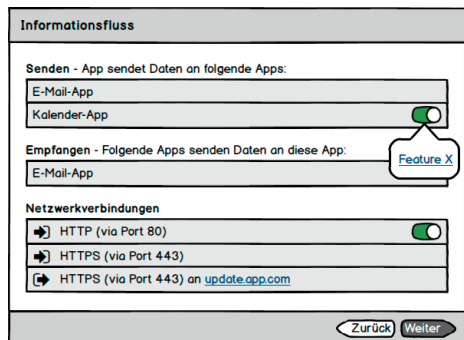 Informationsfluss
Senden - App sendet Daten an folgende Apps:
E-Mail-App
Kalender-App
Feature X
Empfangen - Folgende Apps senden Daten an diese App:
E-Mail-App
Netzwerkverbindungen
HTTP (via Port 80)
HTTPS (via Port 443)
HTTPS (via Port 443) an update.app.com
Zurück Weiter